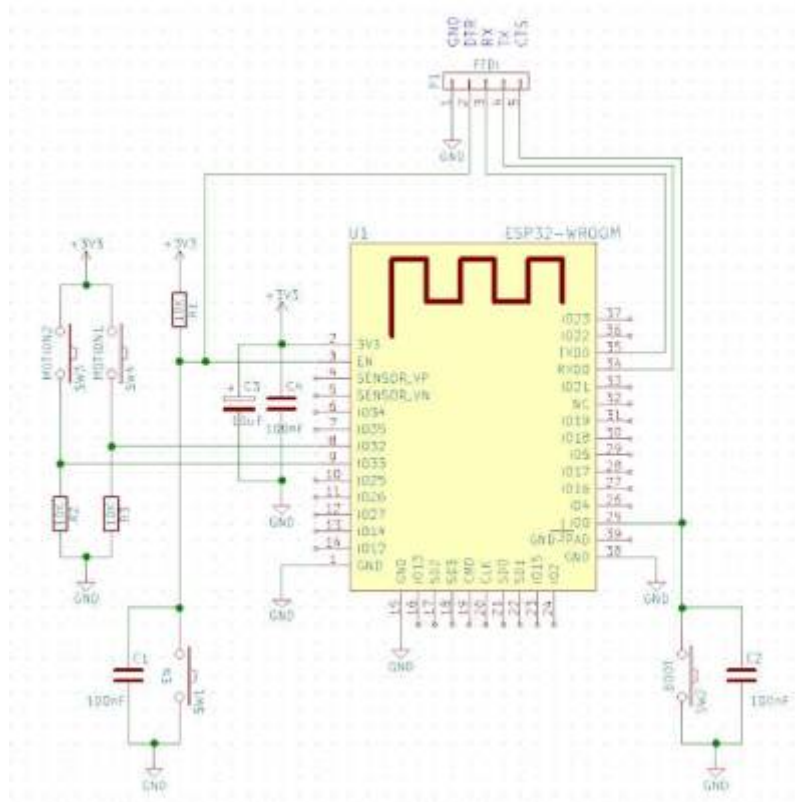 GND
DTR
RX
TX
CTS
FTDI
P1
1
2
3
4
5
GND
U1
ESP32-WROOM
+3V3
+3V3
+3V3
MOTION2
SW3
MOTION1
SW4
10K
R1
C3
10uF
C4
100nF
GND
2 3V3
3 EN
4 SENSOR_VP
5 SENSOR_VN
6 IO34
7 IO35
8 IO32
9 IO33
10 IO25
11 IO26
12 IO27
13 IO14
14 IO12
1 GND
IO23 37
IO22 36
TXD0 35
RXD0 34
IO21 33
NC 32
IO19 31
IO18 30
IO5 29
IO17 28
IO16 27
IO4 26
IO0 25
GND-PAD 39
GND 38
GND 15
IO13 16
SD2 17
SD3 18
CMD 19
CLK 20
SD0 21
SD1 22
IO15 23
IO2 24
10K
R2
10K
R3
GND
GND
GND
GND
C1
100nF
EN
SW1
GND
BOOT
SW2
C2
100nF
GND